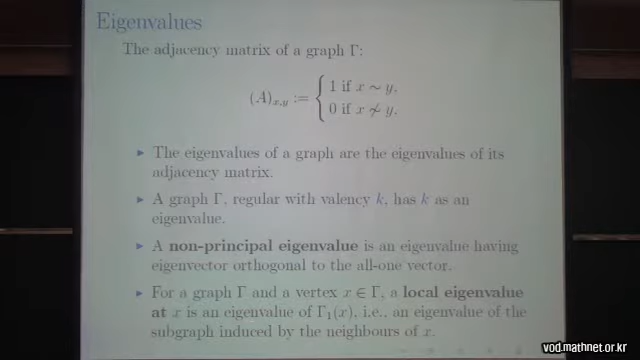 Eigenvalues
The adjacency matrix of a graph Γ:
(A)x,y := { 1 if x ∼ y,
0 if x ≁ y.
▸ The eigenvalues of a graph are the eigenvalues of its
adjacency matrix.
▸ A graph Γ, regular with valency k, has k as an
eigenvalue.
▸ A non-principal eigenvalue is an eigenvalue having
eigenvector orthogonal to the all-one vector.
▸ For a graph Γ and a vertex x ∈ Γ, a local eigenvalue
at x is an eigenvalue of Γ1(x), i.e., an eigenvalue of the
subgraph induced by the neighbours of x.
vod.mathnet.or.kr